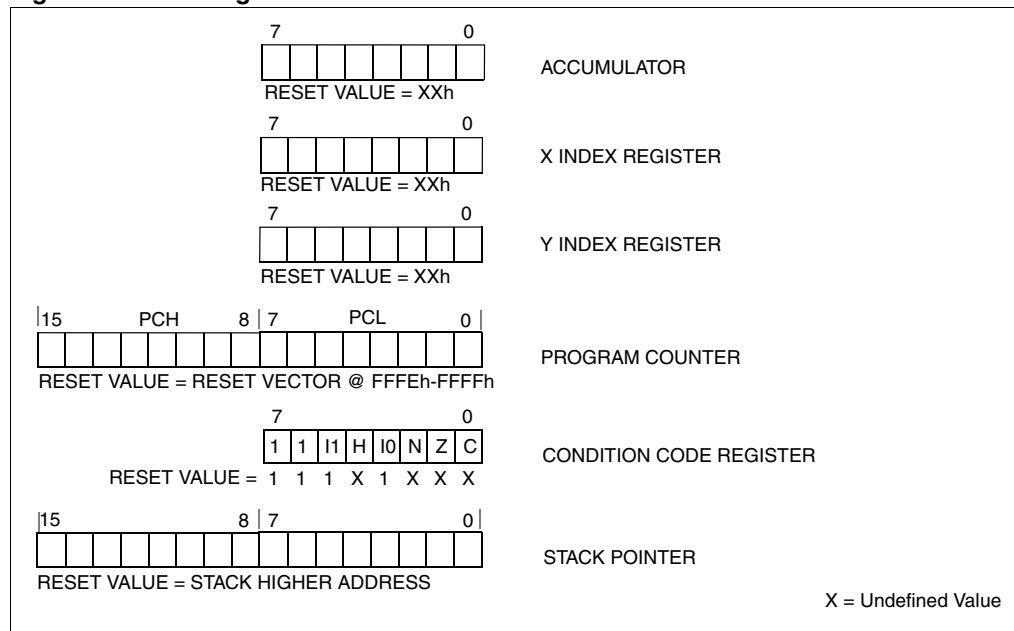 7 0
ACCUMULATOR
RESET VALUE = XXh
7 0
X INDEX REGISTER
RESET VALUE = XXh
7 0
Y INDEX REGISTER
RESET VALUE = XXh
15 PCH 8 7 PCL 0
PROGRAM COUNTER
RESET VALUE = RESET VECTOR @ FFFEh-FFFFh
7 0
1 1 I1 H I0 N Z C
CONDITION CODE REGISTER
RESET VALUE = 1 1 1 X 1 X X X
15 8 7 0
STACK POINTER
RESET VALUE = STACK HIGHER ADDRESS
X = Undefined Value